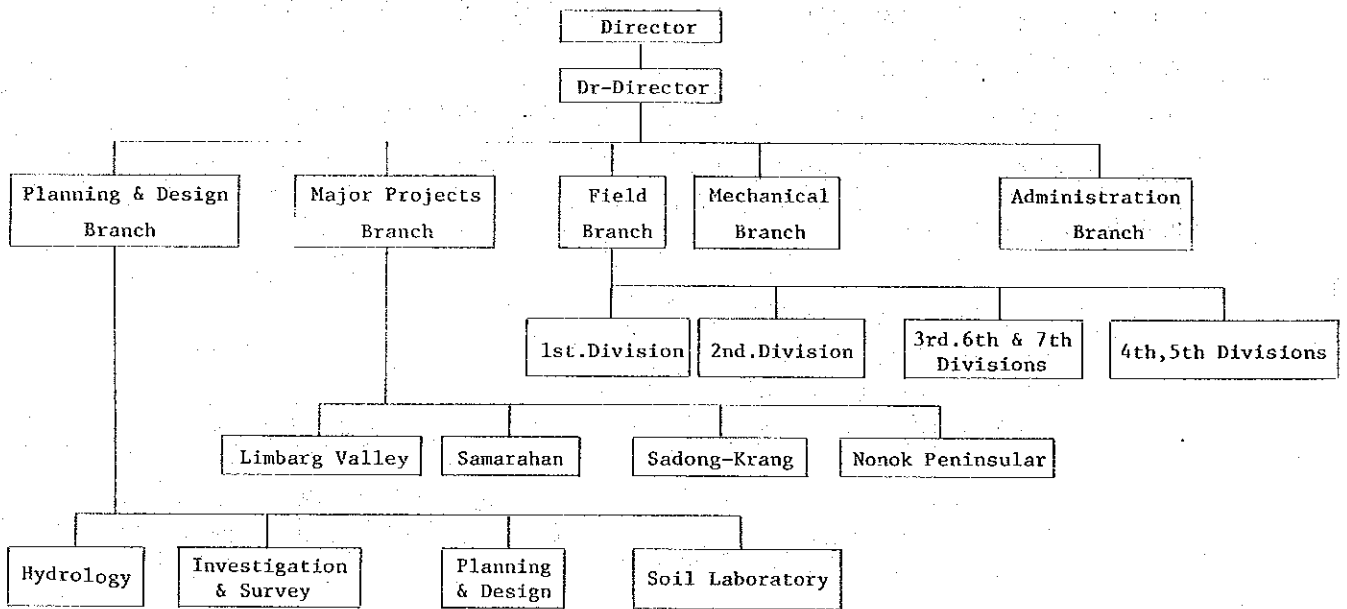 Director
Dr-Director
Planning & Design
Branch
Major Projects
Branch
Field
Branch
Mechanical
Branch
Administration
Branch
1st.Division
2nd.Division
3rd.6th & 7th
Divisions
4th,5th Divisions
Limbarg Valley
Samarahan
Sadong-Krang
Nonok Peninsular
Hydrology
Investigation
& Survey
Planning
& Design
Soil Laboratory